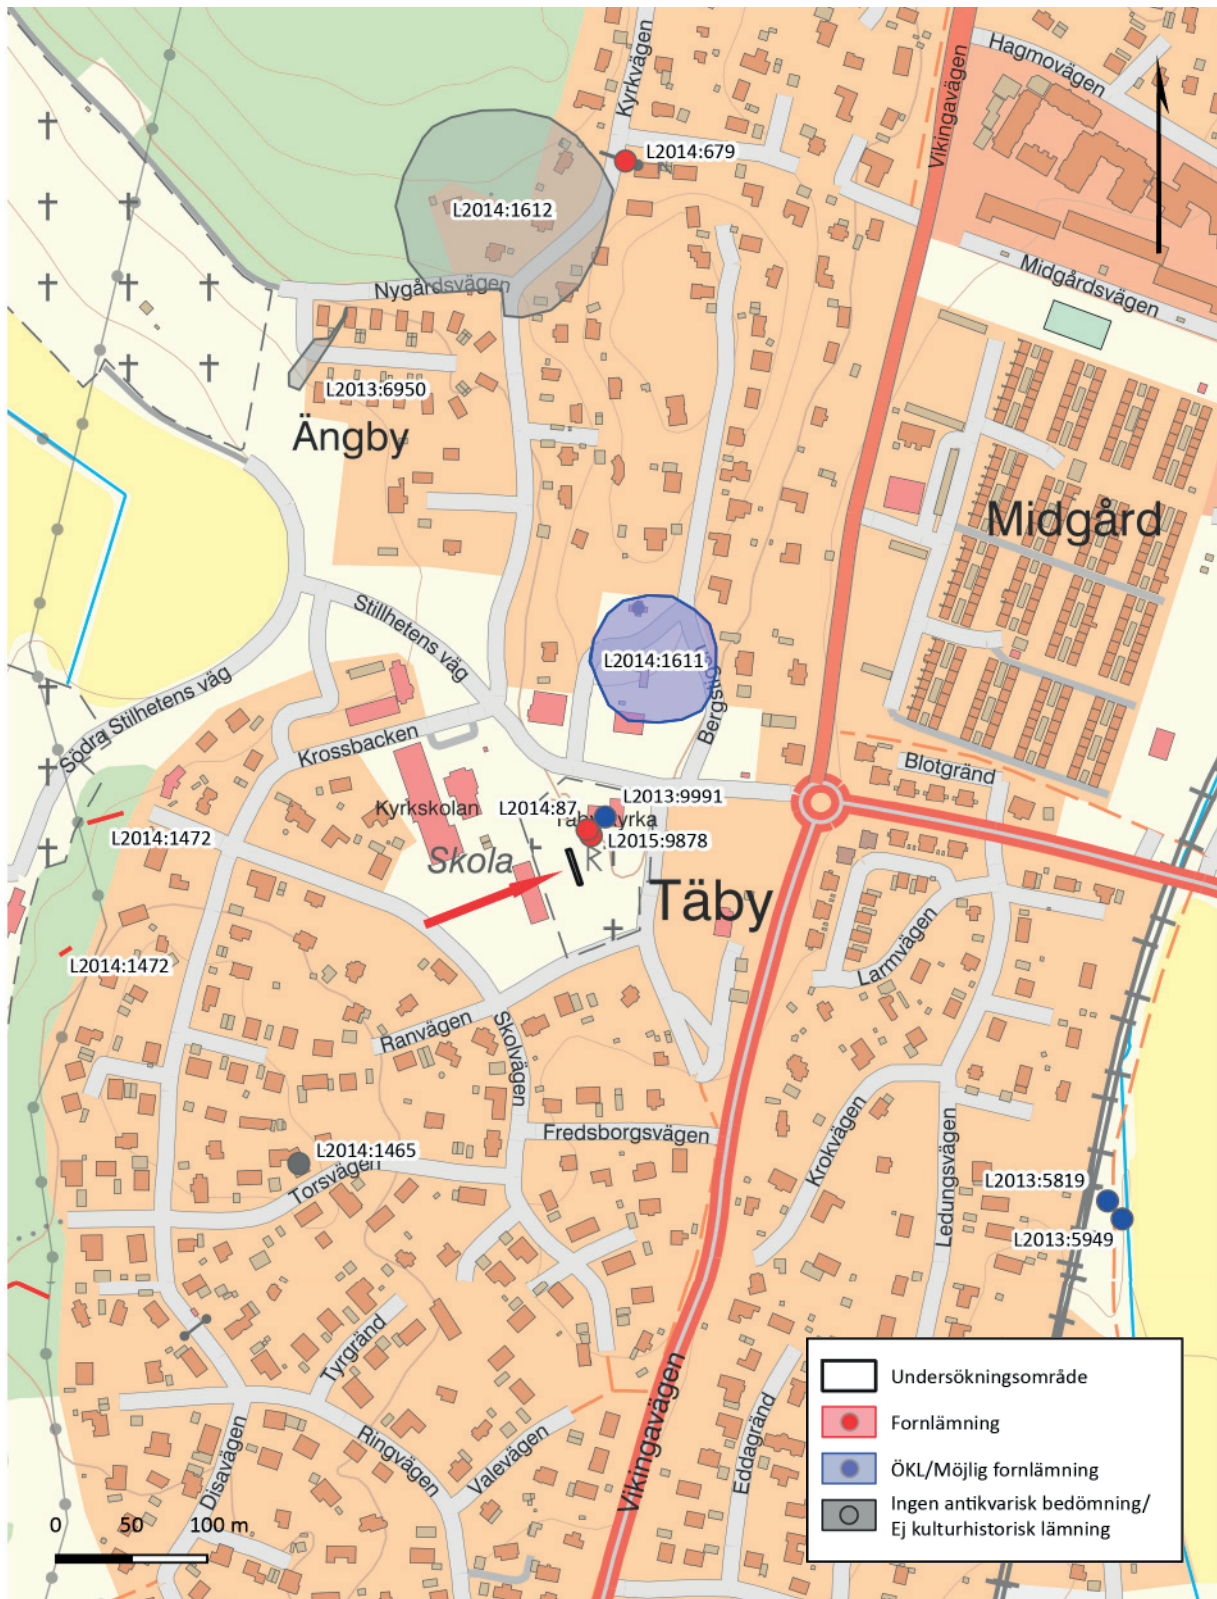 Kyrkvägen
Vikingavägen
Hagmovägen
L2014:679
L2014:1612
Nygårdsvägen
Midgårdsvägen
L2013:6950
Ängby
Midgård
Stillhetens väg
L2014:1611
Södra Stilhetens väg
Krossbacken
Blotgränd
Kyrkskolan
L2014:87
L2013:9991
L2014:1472
L2015:9878
Skola
Täby
Larmvägen
L2014:1472
Ranvägen
Skolvägen
Fredsborgsvägen
Krokvägen
Ledungsvägen
L2014:1465
Torsvägen
L2013:5819
L2013:5949
Tyrgränd
Vikingavägen
Disavägen
Ringvägen
Valevägen
Eddagränd
Undersökningsområde
Fornlämning
ÖKL/Möjlig fornlämning
Ingen antikvarisk bedömning/
Ej kulturhistorisk lämning
0 50 100 m